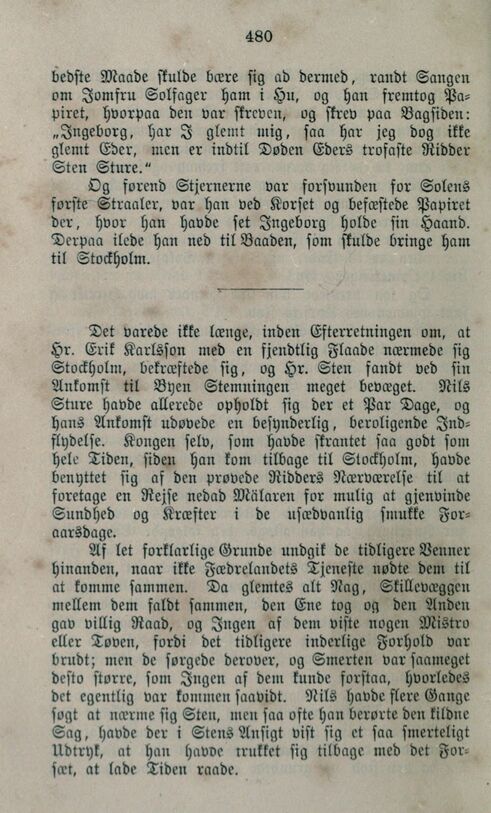 480
bedste Maade skulde bære sig ad dermed, randt Sangen
om Jomfru Solfager ham i Hu, og han fremtog Pa-
piret, hvorpaa den var skreven, og skrev paa Bagsiden:
„Ingeborg, har I glemt mig, saa har jeg dog ikke
glemt Eder, men er indtil Døden Eders trofaste Ridder
Sten Sture."
Og førend Stjernerne var forsvunden for Solens
første Straaler, var han ved Korset og befæstede Papiret
der, hvor han havde set Ingeborg holde sin Haand.
Derpaa ilede han ned til Baaden, som skulde bringe ham
til Stockholm.
Det varede ikke længe, inden Efterretningen om, at
Hr. Erik Karlsson med en fjendtlig Flaade nærmede sig
Stockholm, bekræftede sig, og Hr. Sten fandt ved sin
Ankomst til Byen Stemningen meget bevæget. Nils
Sture havde allerede opholdt sig der et Par Dage, og
hans Ankomst udøvede en besynderlig, beroligende Ind-
flydelse. Kongen selv, som havde skrantet saa godt som
hele Tiden, siden han kom tilbage til Stockholm, havde
benyttet sig af den prøvede Ridders Nærværelse til at
foretage en Rejse nedad Mälaren for mulig at gjenvinde
Sundhed og Kræfter i de usædvanlig smukke For-
aarsdage.
Af let forklarlige Grunde undgik de tidligere Venner
hinanden, naar ikke Fædrelandets Tjeneste nødte dem til
at komme sammen. Da glemtes alt Nag, Skillevæggen
mellem dem faldt sammen, den Ene tog og den Anden
gav villig Raad, og Ingen af dem viste nogen Mistro
eller Tøven, fordi det tidligere inderlige Forhold var
brudt; men de sørgede derover, og Smerten var saameget
desto større, som Ingen af dem kunde forstaa, hvorledes
det egentlig var kommen saavidt. Nils havde flere Gange
søgt at nærme sig Sten, men saa ofte han berørte den kildne
Sag, havde der i Stens Ansigt vist sig et saa smerteligt
Udtryk, at han havde trukket sig tilbage med det For-
sæt, at lade Tiden raade.